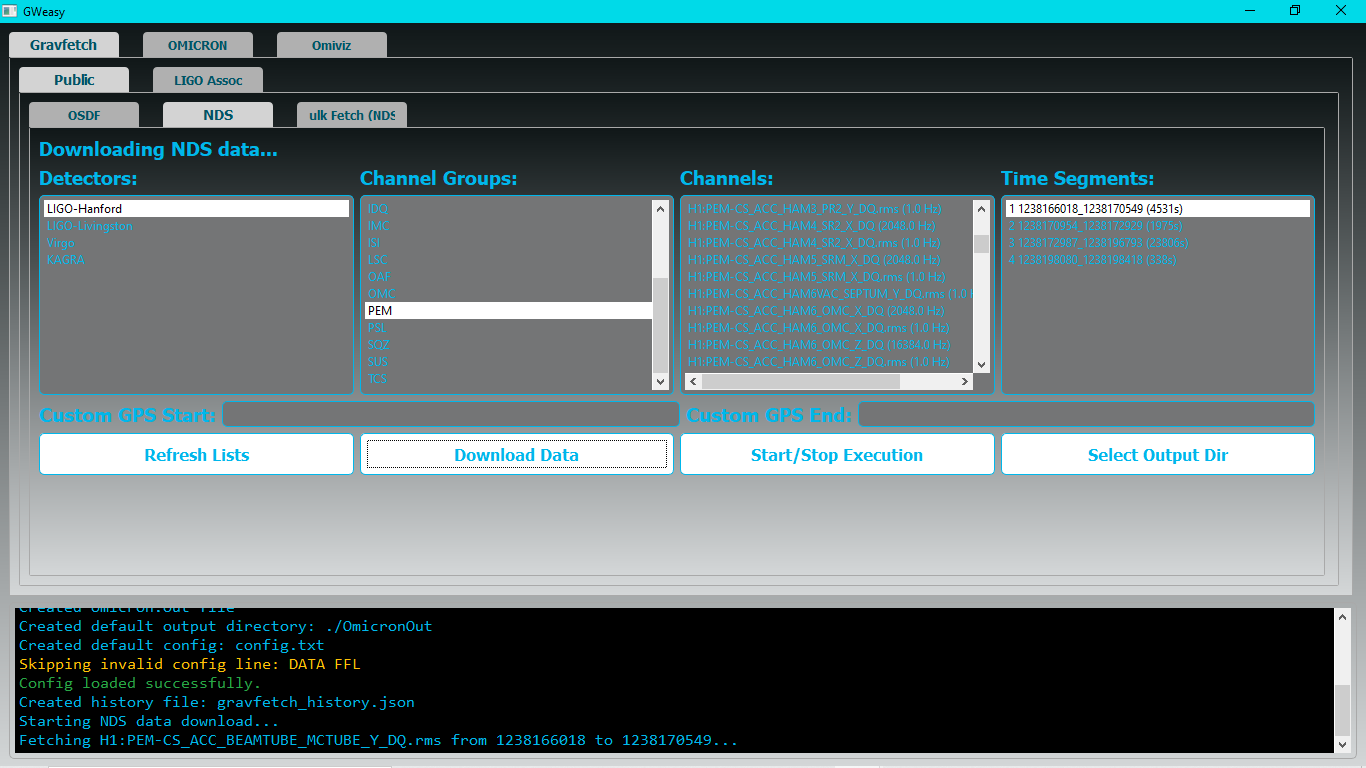 GWeasy
Gravfetch
OMICRON
Omiviz
Public
LIGO Assoc
OSDF
NDS
ulk Fetch (NDS
Downloading NDS data...
Detectors:
LIGO-Hanford
LIGO-Livingston
Virgo
KAGRA
Channel Groups:
IDQ
IMC
ISI
LSC
OAF
OMC
PEM
PSL
SQZ
SUS
TCS
Channels:
H1:PEM-CS_ACC_HAM3_PR2_Y_DQ.rms (1.0 Hz)
H1:PEM-CS_ACC_HAM4_SR2_X_DQ (2048.0 Hz)
H1:PEM-CS_ACC_HAM4_SR2_X_DQ.rms (1.0 Hz)
H1:PEM-CS_ACC_HAM5_SRM_X_DQ (2048.0 Hz)
H1:PEM-CS_ACC_HAM5_SRM_X_DQ.rms (1.0 Hz)
H1:PEM-CS_ACC_HAM6VAC_SEPTUM_Y_DQ.rms (1.0 H
H1:PEM-CS_ACC_HAM6_OMC_X_DQ (2048.0 Hz)
H1:PEM-CS_ACC_HAM6_OMC_X_DQ.rms (1.0 Hz)
H1:PEM-CS_ACC_HAM6_OMC_Z_DQ (16384.0 Hz)
H1:PEM-CS_ACC_HAM6_OMC_Z_DQ.rms (1.0 Hz)
Time Segments:
1 1238166018_1238170549 (4531s)
2 1238170954_1238172929 (1975s)
3 1238172987_1238196793 (23806s)
4 1238198080_1238198418 (338s)
Custom GPS Start:
Custom GPS End:
Refresh Lists
Download Data
Start/Stop Execution
Select Output Dir
Created omicron.out file
Created default output directory: ./OmicronOut
Created default config: config.txt
Skipping invalid config line: DATA FFL
Config loaded successfully.
Created history file: gravfetch_history.json
Starting NDS data download...
Fetching H1:PEM-CS_ACC_BEAMTUBE_MCTUBE_Y_DQ.rms from 1238166018 to 1238170549...